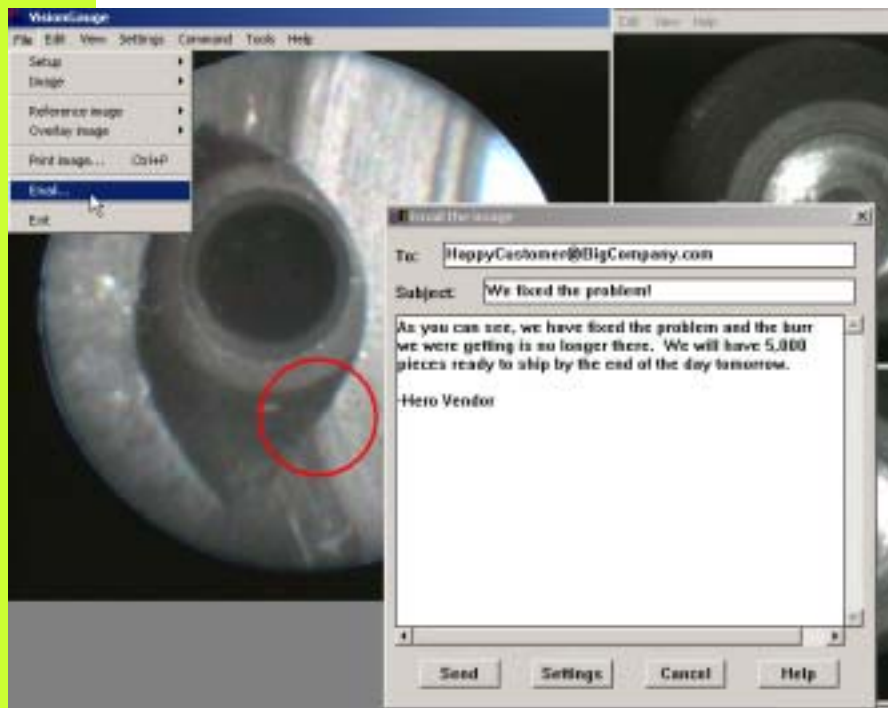 VisionGauge
File Edit View Settings Command Tools Help
Edit View Help
Setup
Image
Reference image
Overlay image
Print image... Ctrl+P
Email...
Exit
Email the image
To: HappyCustomer@BigCompany.com
Subject: We fixed the problem!
As you can see, we have fixed the problem and the burr
we were getting is no longer there. We will have 5,000
pieces ready to ship by the end of the day tomorrow.
-Hero Vendor
Send Settings Cancel Help